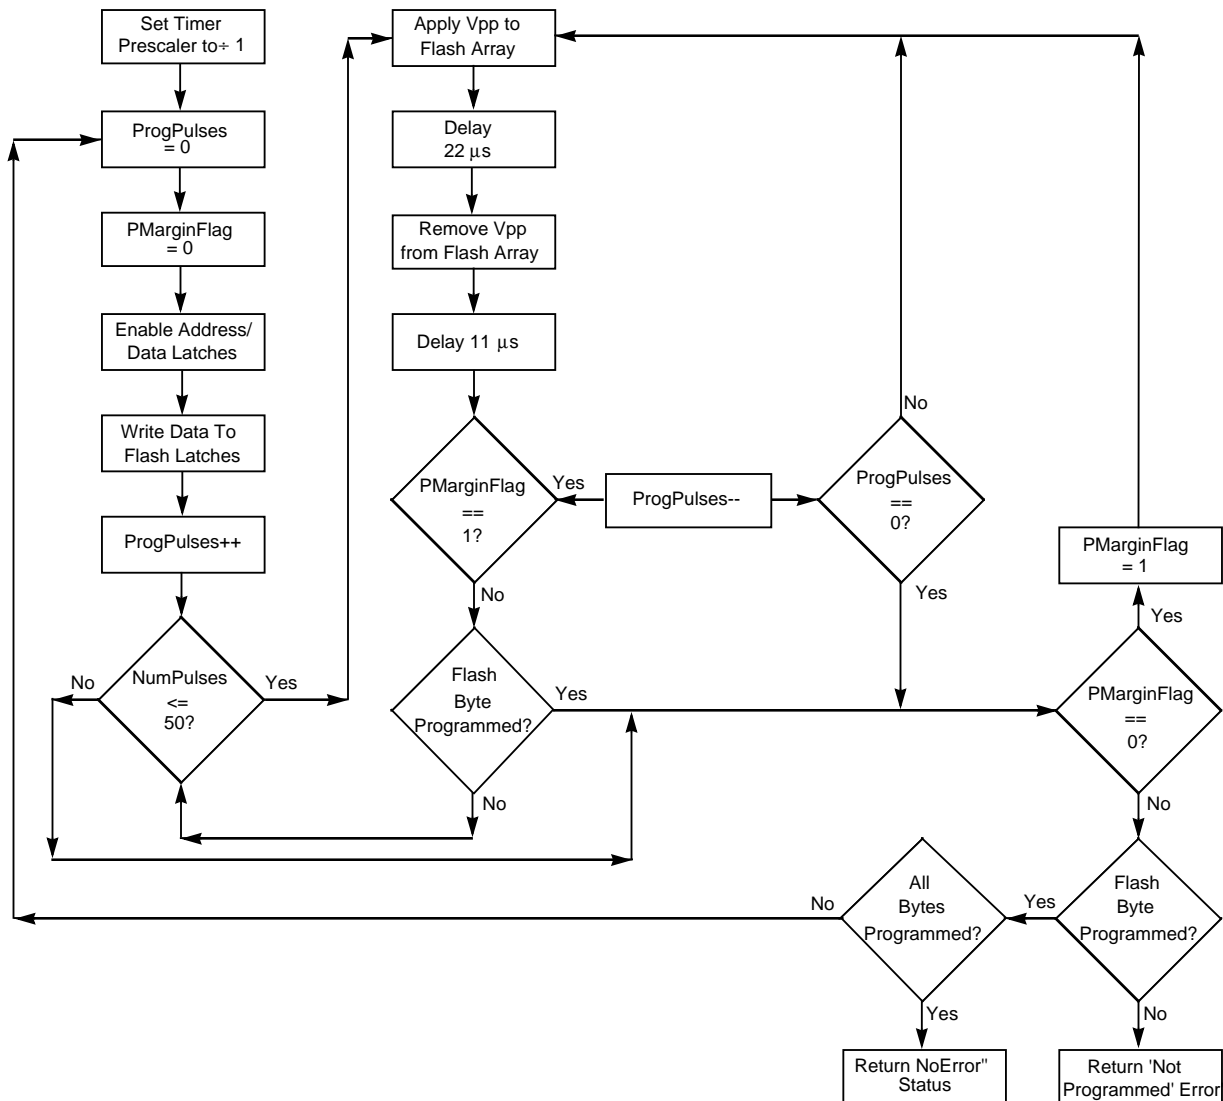 Set Timer
Prescaler to÷ 1
ProgPulses
= 0
PMarginFlag
= 0
Enable Address/
Data Latches
Write Data To
Flash Latches
ProgPulses++
NumPulses
<=
50?
No
Yes
Apply Vpp to
Flash Array
Delay
22 µs
Remove Vpp
from Flash Array
Delay 11 µs
PMarginFlag
==
1?
Yes
No
ProgPulses--
ProgPulses
==
0?
No
Yes
Flash
Byte
Programmed?
Yes
No
PMarginFlag
= 1
Yes
PMarginFlag
==
0?
No
Flash
Byte
Programmed?
Yes
No
All
Bytes
Programmed?
No
Yes
Return NoError"
Status
Return 'Not
Programmed' Error